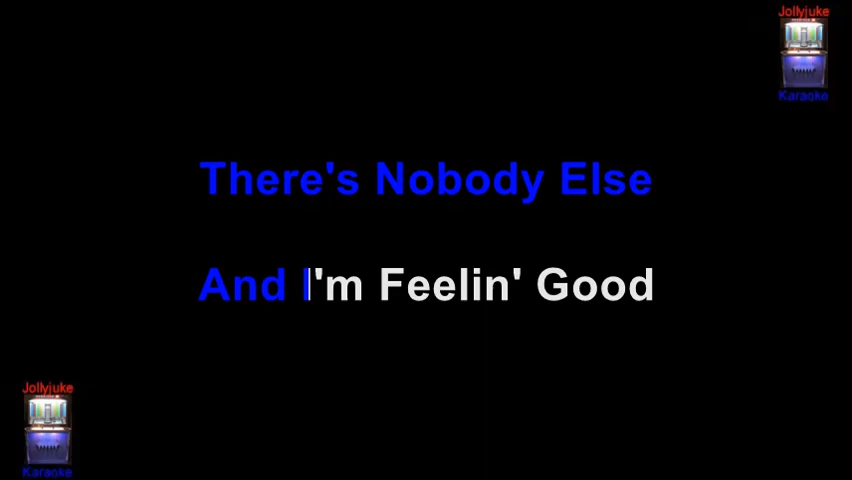 Jollyjuke
Karaoke
There's Nobody Else
And I'm Feelin' Good
Jollyjuke
Karaoke